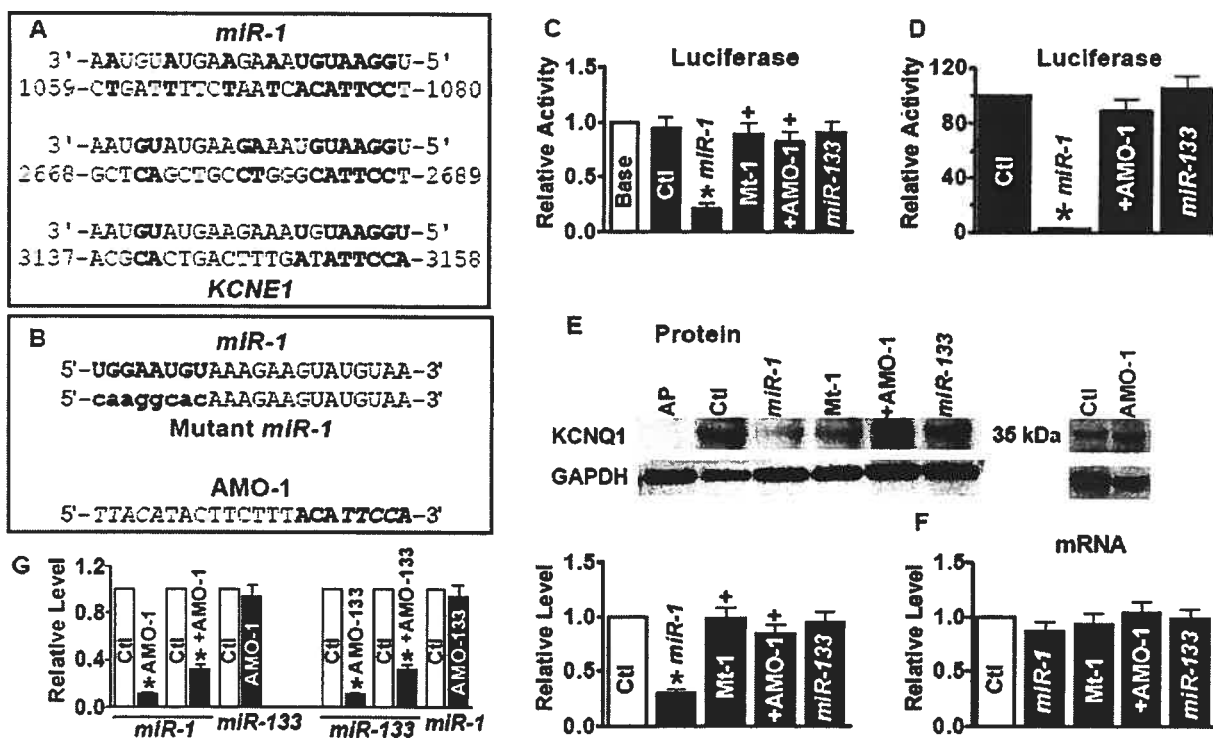 A
miR-1
3'-AAUGUAUGAAGAAAUGUAAGGU-5'
1059-CTGATTTTCTAATCACATTCCT-1080
3'-AAUGUAUGAAGAAAUGUAAGGU-5'
2668-GCTCAGCTGCCTGGGCATTCCT-2689
3'-AAUGUAUGAAGAAAUGUAAGGU-5'
3137-ACGCACTGACTTTGATATTCCA-3158
KCNE1
B
miR-1
5'-UGGAAUGUAAAGAAGUAUGUAA-3'
5'-caaggcacAAAGAAGUAUGUAA-3'
Mutant miR-1
AMO-1
5'-TTACATACTTCTTTACATTCCA-3'
C
Luciferase
Relative Activity
1.5
1.0
0.5
0.0
Base
Ctl
* miR-1
+
Mt-1
+
+AMO-1
miR-133
D
Luciferase
Relative Activity
120
80
40
0
Ctl
* miR-1
+AMO-1
miR-133
E
Protein
AP
Ctl
miR-1
Mt-1
+AMO-1
miR-133
Ctl
AMO-1
KCNQ1
35 kDa
GAPDH
Relative Level
1.5
1.0
0.5
0.0
Ctl
* miR-1
+
Mt-1
+
+AMO-1
miR-133
F
mRNA
Relative Level
1.5
1.0
0.5
0.0
Ctl
miR-1
Mt-1
+AMO-1
miR-133
G
Relative Level
1.2
0.8
0.4
0.0
Ctl
*AMO-1
Ctl
* +AMO-1
Ctl
AMO-1
Ctl
*AMO-133
Ctl
* +AMO-133
Ctl
AMO-133
miR-1
miR-133
miR-133
miR-1